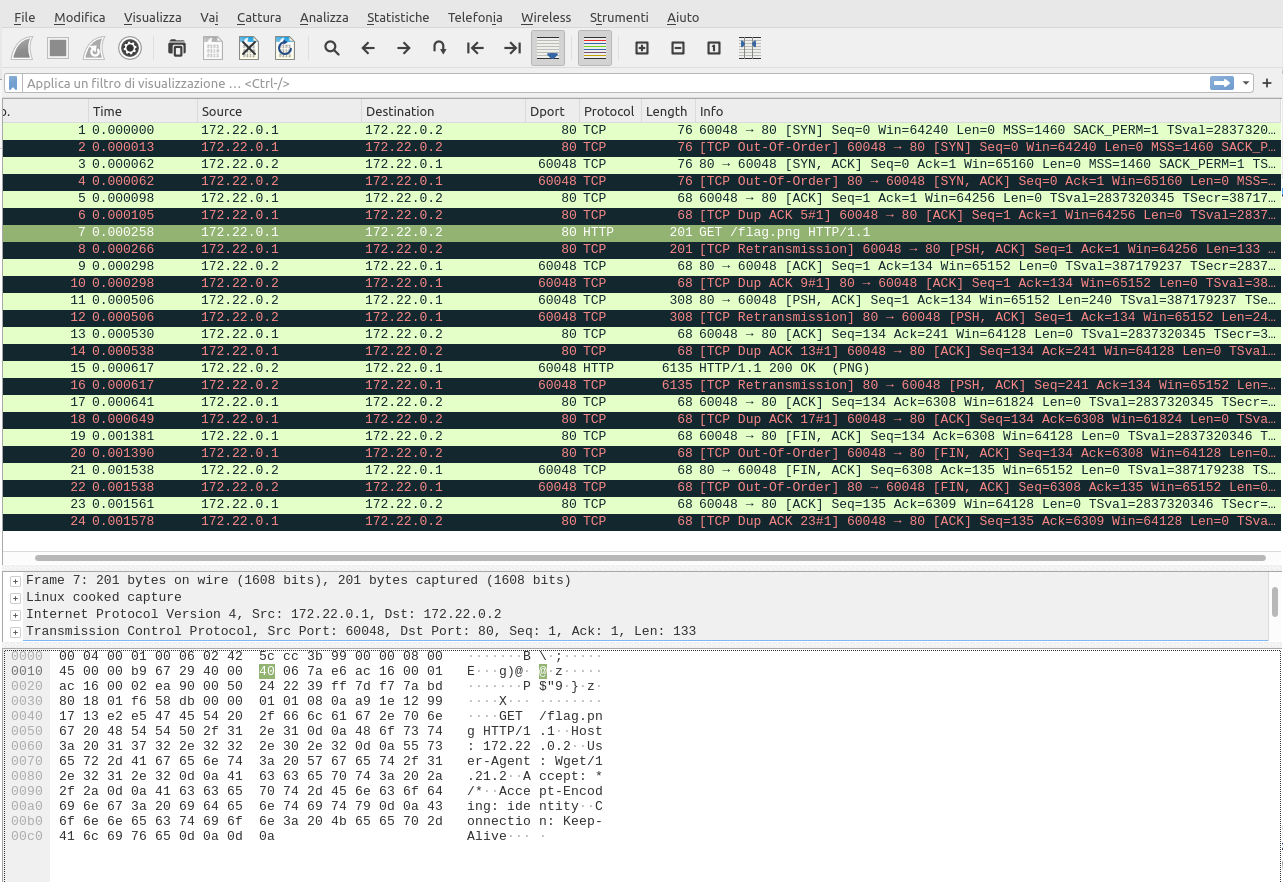 File Modifica Visualizza Vai Cattura Analizza Statistiche Telefonia Wireless Strumenti Aiuto
Applica un filtro di visualizzazione … <Ctrl-/>
o. Time Source Destination Dport Protocol Length Info
1 0.000000 172.22.0.1 172.22.0.2 80 TCP 76 60048 → 80 [SYN] Seq=0 Win=64240 Len=0 MSS=1460 SACK_PERM=1 TSval=2837320…
2 0.000013 172.22.0.1 172.22.0.2 80 TCP 76 [TCP Out-Of-Order] 60048 → 80 [SYN] Seq=0 Win=64240 Len=0 MSS=1460 SACK_P…
3 0.000062 172.22.0.2 172.22.0.1 60048 TCP 76 80 → 60048 [SYN, ACK] Seq=0 Ack=1 Win=65160 Len=0 MSS=1460 SACK_PERM=1 TS…
4 0.000062 172.22.0.2 172.22.0.1 60048 TCP 76 [TCP Out-Of-Order] 80 → 60048 [SYN, ACK] Seq=0 Ack=1 Win=65160 Len=0 MSS=…
5 0.000098 172.22.0.1 172.22.0.2 80 TCP 68 60048 → 80 [ACK] Seq=1 Ack=1 Win=64256 Len=0 TSval=2837320345 TSecr=38717…
6 0.000105 172.22.0.1 172.22.0.2 80 TCP 68 [TCP Dup ACK 5#1] 60048 → 80 [ACK] Seq=1 Ack=1 Win=64256 Len=0 TSval=2837…
7 0.000258 172.22.0.1 172.22.0.2 80 HTTP 201 GET /flag.png HTTP/1.1
8 0.000266 172.22.0.1 172.22.0.2 80 TCP 201 [TCP Retransmission] 60048 → 80 [PSH, ACK] Seq=1 Ack=1 Win=64256 Len=133 …
9 0.000298 172.22.0.2 172.22.0.1 60048 TCP 68 80 → 60048 [ACK] Seq=1 Ack=134 Win=65152 Len=0 TSval=387179237 TSecr=2837…
10 0.000298 172.22.0.2 172.22.0.1 60048 TCP 68 [TCP Dup ACK 9#1] 80 → 60048 [ACK] Seq=1 Ack=134 Win=65152 Len=0 TSval=38…
11 0.000506 172.22.0.2 172.22.0.1 60048 TCP 308 80 → 60048 [PSH, ACK] Seq=1 Ack=134 Win=65152 Len=240 TSval=387179237 TSe…
12 0.000506 172.22.0.2 172.22.0.1 60048 TCP 308 [TCP Retransmission] 80 → 60048 [PSH, ACK] Seq=1 Ack=134 Win=65152 Len=24…
13 0.000530 172.22.0.1 172.22.0.2 80 TCP 68 60048 → 80 [ACK] Seq=134 Ack=241 Win=64128 Len=0 TSval=2837320345 TSecr=3…
14 0.000538 172.22.0.1 172.22.0.2 80 TCP 68 [TCP Dup ACK 13#1] 60048 → 80 [ACK] Seq=134 Ack=241 Win=64128 Len=0 TSval…
15 0.000617 172.22.0.2 172.22.0.1 60048 HTTP 6135 HTTP/1.1 200 OK  (PNG)
16 0.000617 172.22.0.2 172.22.0.1 60048 TCP 6135 [TCP Retransmission] 80 → 60048 [PSH, ACK] Seq=241 Ack=134 Win=65152 Len=…
17 0.000641 172.22.0.1 172.22.0.2 80 TCP 68 60048 → 80 [ACK] Seq=134 Ack=6308 Win=61824 Len=0 TSval=2837320345 TSecr=…
18 0.000649 172.22.0.1 172.22.0.2 80 TCP 68 [TCP Dup ACK 17#1] 60048 → 80 [ACK] Seq=134 Ack=6308 Win=61824 Len=0 TSva…
19 0.001381 172.22.0.1 172.22.0.2 80 TCP 68 60048 → 80 [FIN, ACK] Seq=134 Ack=6308 Win=64128 Len=0 TSval=2837320346 T…
20 0.001390 172.22.0.1 172.22.0.2 80 TCP 68 [TCP Out-Of-Order] 60048 → 80 [FIN, ACK] Seq=134 Ack=6308 Win=64128 Len=0…
21 0.001538 172.22.0.2 172.22.0.1 60048 TCP 68 80 → 60048 [FIN, ACK] Seq=6308 Ack=135 Win=65152 Len=0 TSval=387179238 TS…
22 0.001538 172.22.0.2 172.22.0.1 60048 TCP 68 [TCP Out-Of-Order] 80 → 60048 [FIN, ACK] Seq=6308 Ack=135 Win=65152 Len=0…
23 0.001561 172.22.0.1 172.22.0.2 80 TCP 68 60048 → 80 [ACK] Seq=135 Ack=6309 Win=64128 Len=0 TSval=2837320346 TSecr=…
24 0.001578 172.22.0.1 172.22.0.2 80 TCP 68 [TCP Dup ACK 23#1] 60048 → 80 [ACK] Seq=135 Ack=6309 Win=64128 Len=0 TSva…
Frame 7: 201 bytes on wire (1608 bits), 201 bytes captured (1608 bits)
Linux cooked capture
Internet Protocol Version 4, Src: 172.22.0.1, Dst: 172.22.0.2
Transmission Control Protocol, Src Port: 60048, Dst Port: 80, Seq: 1, Ack: 1, Len: 133
0000 00 04 00 01 00 06 02 42 5c cc 3b 99 00 00 08 00 ·······B \·;·····
0010 45 00 00 b9 67 29 40 00 40 06 7a e6 ac 16 00 01 E···g)@· @·z·····
0020 ac 16 00 02 ea 90 00 50 24 22 39 ff 7d f7 7a bd ·······P $"9·}·z·
0030 80 18 01 f6 58 db 00 00 01 01 08 0a a9 1e 12 99 ····X··· ········
0040 17 13 e2 e5 47 45 54 20 2f 66 6c 61 67 2e 70 6e ····GET /flag.pn
0050 67 20 48 54 54 50 2f 31 2e 31 0d 0a 48 6f 73 74 g HTTP/1 .1··Host
0060 3a 20 31 37 32 2e 32 32 2e 30 2e 32 0d 0a 55 73 : 172.22 .0.2··Us
0070 65 72 2d 41 67 65 6e 74 3a 20 57 67 65 74 2f 31 er-Agent : Wget/1
0080 2e 32 31 2e 32 0d 0a 41 63 63 65 70 74 3a 20 2a .21.2··A ccept: *
0090 2f 2a 0d 0a 41 63 63 65 70 74 2d 45 6e 63 6f 64 /*··Acce pt-Encod
00a0 69 6e 67 3a 20 69 64 65 6e 74 69 74 79 0d 0a 43 ing: ide ntity··C
00b0 6f 6e 6e 65 63 74 69 6f 6e 3a 20 4b 65 65 70 2d onnectio n: Keep-
00c0 41 6c 69 76 65 0d 0a 0d 0a Alive··· ·